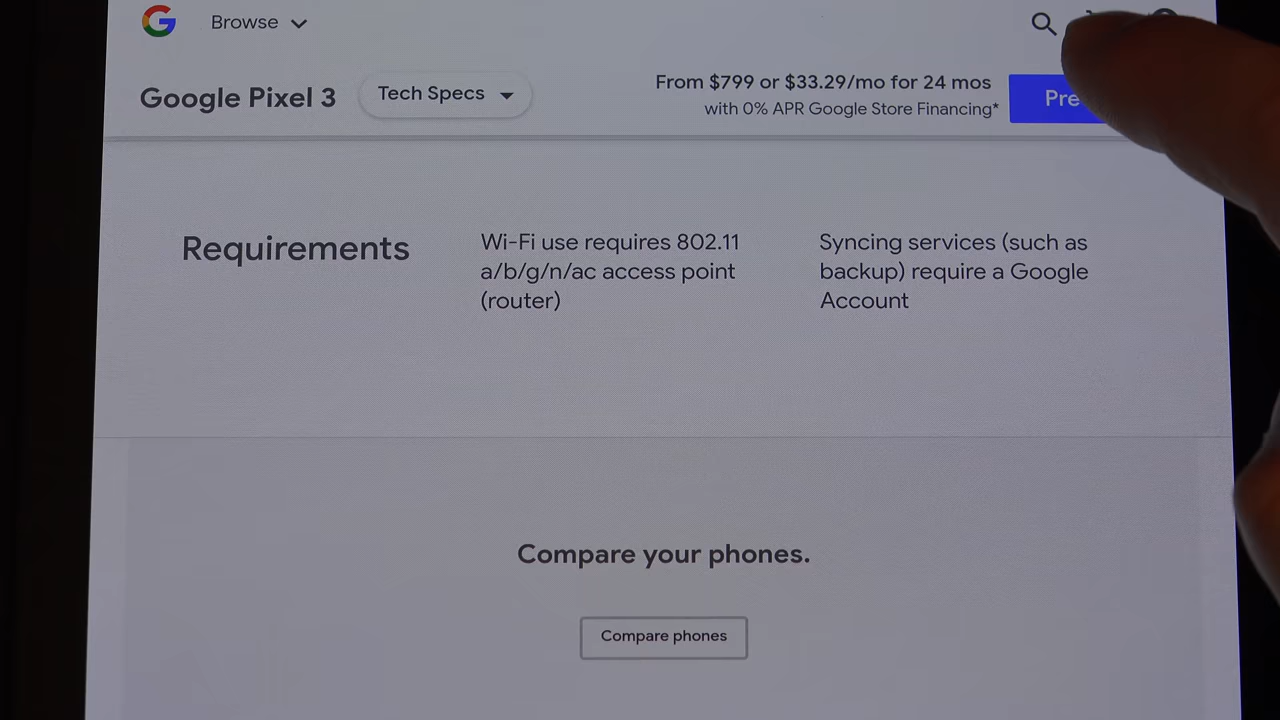 Browse
Google Pixel 3
Tech Specs
From $799 or $33.29/mo for 24 mos
with 0% APR Google Store Financing*
Requirements
Wi-Fi use requires 802.11
a/b/g/n/ac access point
(router)
Syncing services (such as
backup) require a Google
Account
Compare your phones.
Compare phones